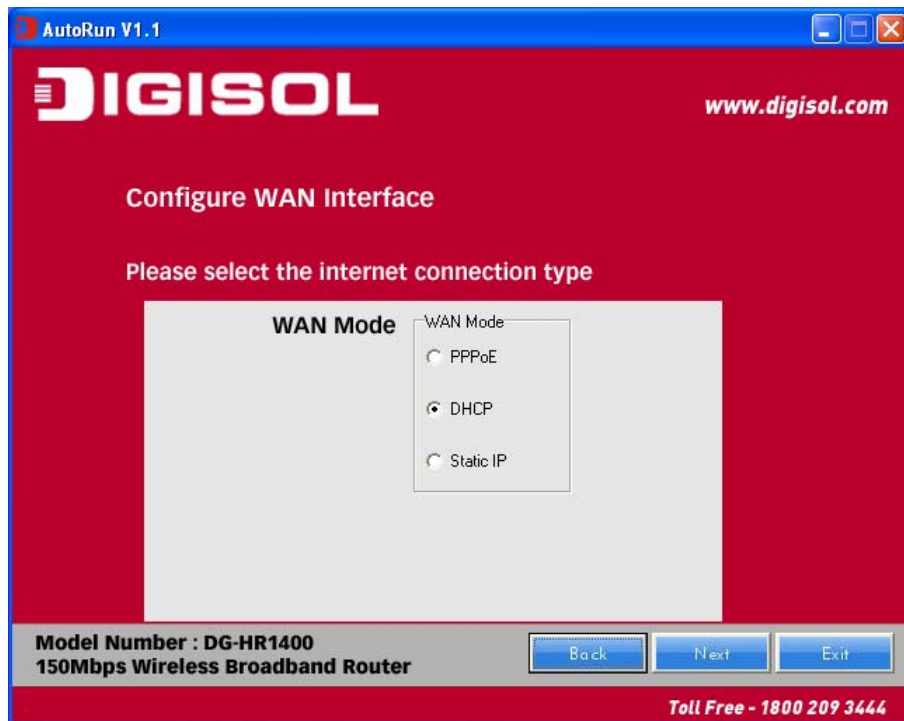 AutoRun V1.1
DIGISOL
www.digisol.com
Configure WAN Interface
Please select the internet connection type
WAN Mode
WAN Mode
PPPoE
DHCP
Static IP
Model Number : DG-HR1400
150Mbps Wireless Broadband Router
Back
Next
Exit
Toll Free - 1800 209 3444